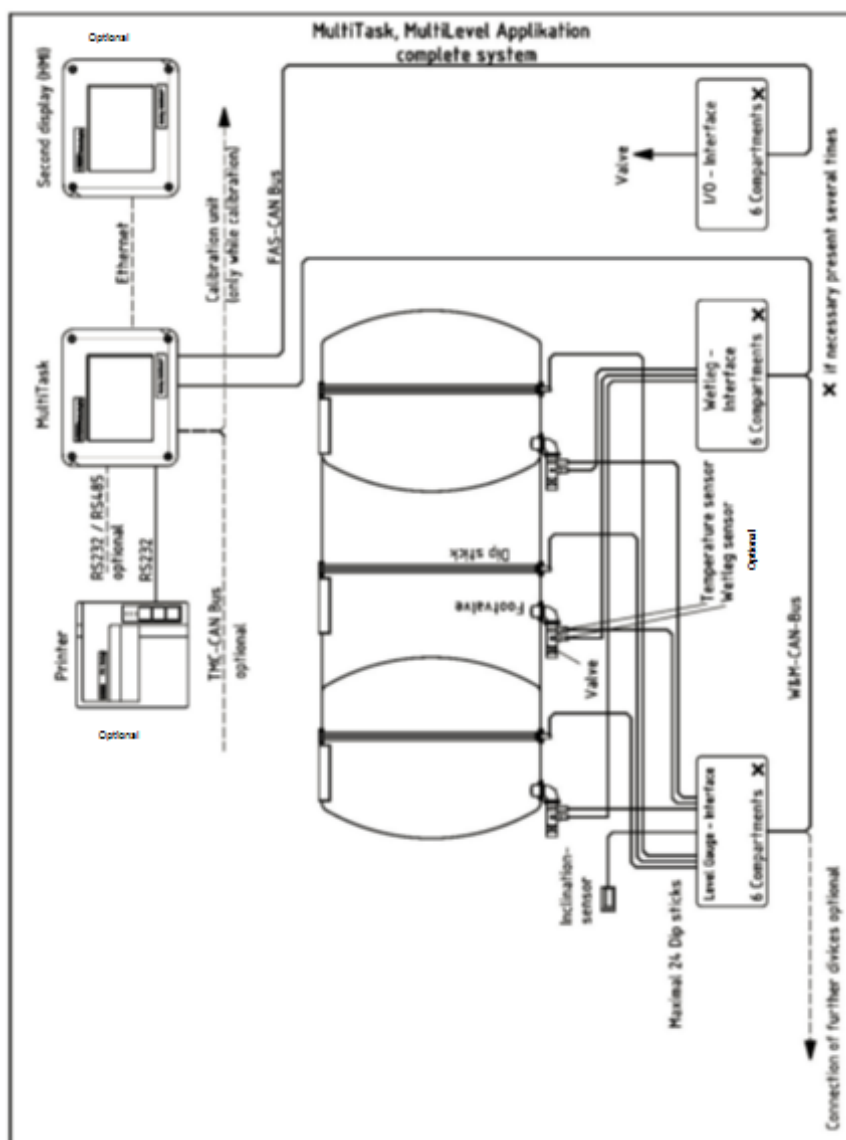 MultiTask, MultiLevel Applikation
complete system
Optional
Second display (HMI)
Ethernet
Calibration unit
(only while calibration)
FAS-CAN Bus
MultiTask
RS232 / RS485
optional
RS232
Printer
Optional
TMC-CAN Bus
optional
Valve
I/O - Interface
6 Compartments X
Dip stick
Footvalve
Valve
Temperature sensor
Wetleg sensor
Optional
Wetleg -
Interface
6 Compartments X
X if necessary present several times
W&M-CAN-Bus
Inclination-
sensor
Maximal 24 Dip sticks
Level Gauge - Interface
6 Compartments X
Connection of further divices optional